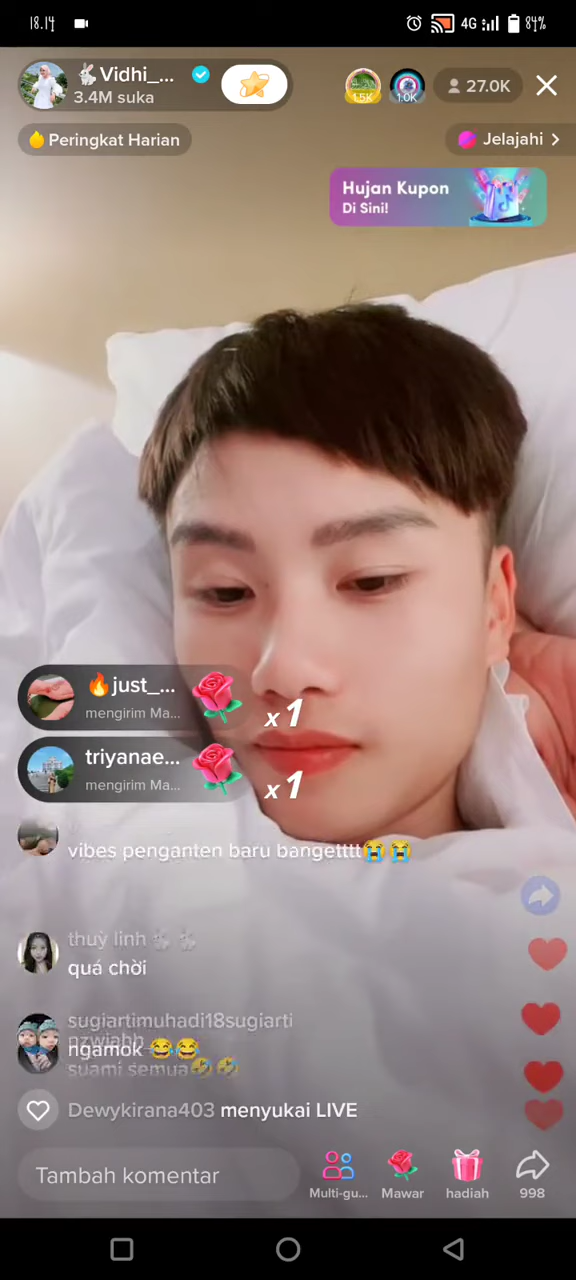 18.14
4G
84%
Vidhi_...
3.4M suka
1.5K
1.0K
27.0K
Peringkat Harian
Jelajahi
Hujan Kupon
Di Sini!
just_...
mengirim Ma...
x1
triyanae...
mengirim Ma...
x1
vibes penganten baru bangetttt😭😭
thuỳ linh
quá chời
sugiartimuhadi18sugiarti
ngamok 😂😂
suami semua🤣🤣
Dewykirana403 menyukai LIVE
Tambah komentar
Multi-gu...
Mawar
hadiah
998